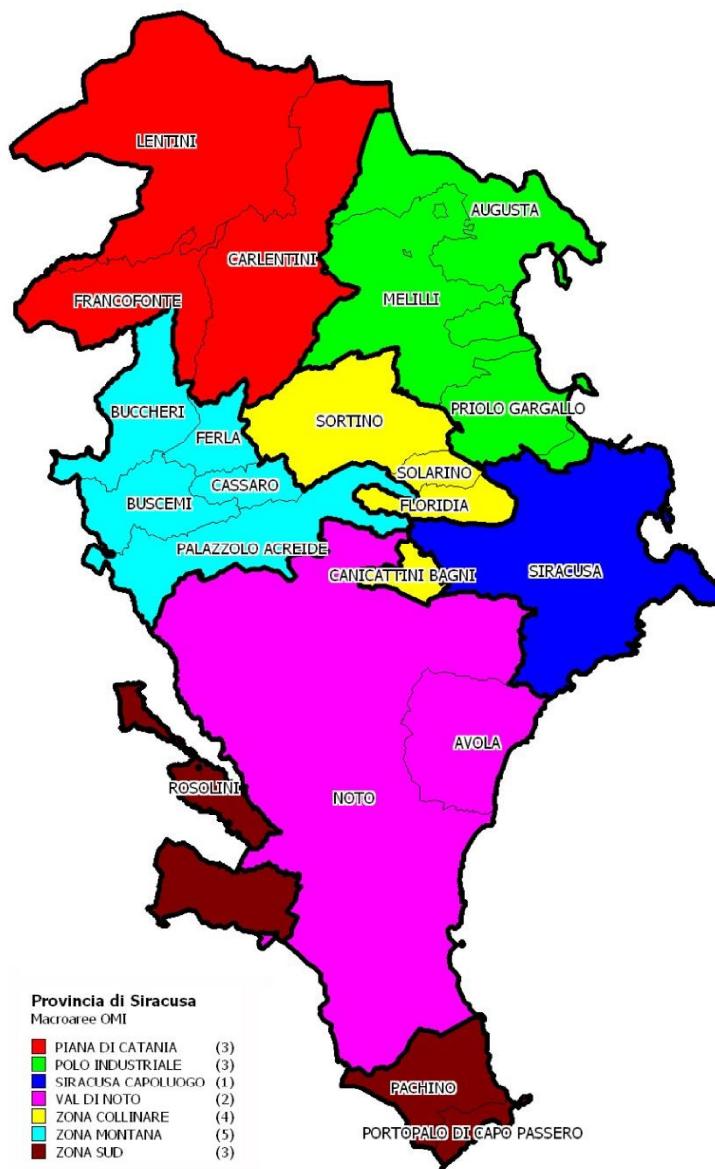 LENTINI
AUGUSTA
CARLENTINI
FRANCOFONTE
MELILLI
BUCCHERI
PRIOLO GARGALLO
SORTINO
FERLA
SOLARINO
CASSARO
BUSCEMI
FLORIDIA
PALAZZOLO ACREIDE
CANICATTINI BAGNI
SIRACUSA
AVOLA
ROSOLINI
NOTO
PACHINO
PORTOPALO DI CAPO PASSERO
Provincia di Siracusa
Macroaree OMI
PIANA DI CATANIA (3)
POLO INDUSTRIALE (3)
SIRACUSA CAPOLUOGO (1)
VAL DI NOTO (2)
ZONA COLLINARE (4)
ZONA MONTANA (5)
ZONA SUD (3)